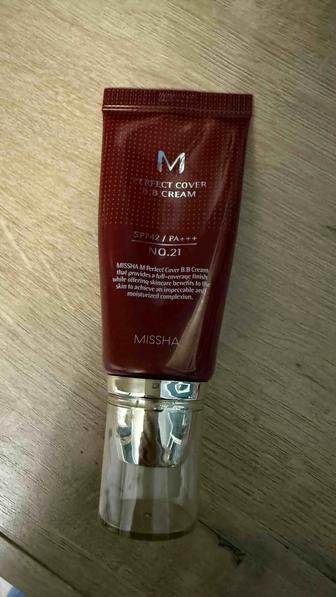 M
PERFECT COVER
B.B CREAM
SPF42 / PA+++
NO.21
MISSHA M Perfect Cover B.B Cream
that provides a full-coverage finish
while offering skincare benefits to the
skin to achieve an impeccable and
moisturized complexion.
MISSHA